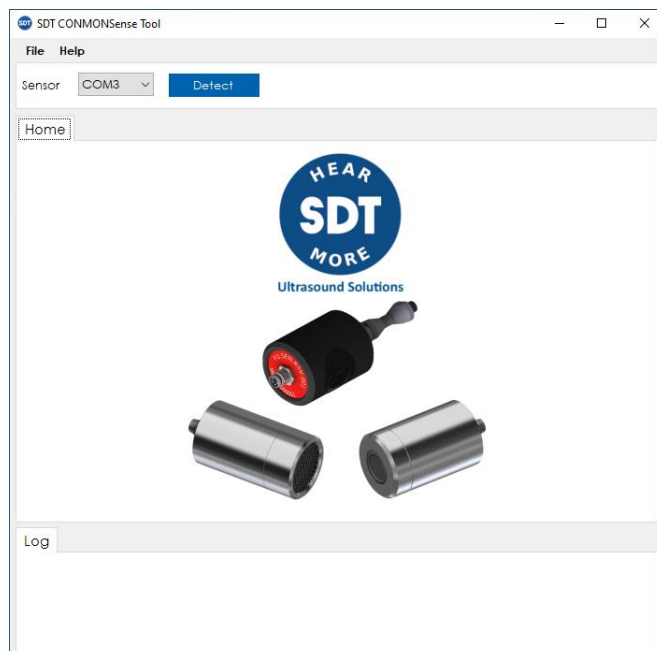 SDT CONMONSense Tool
File Help
Sensor COM3 Detect
Home
HEAR
SDT
MORE
Ultrasound Solutions
Log